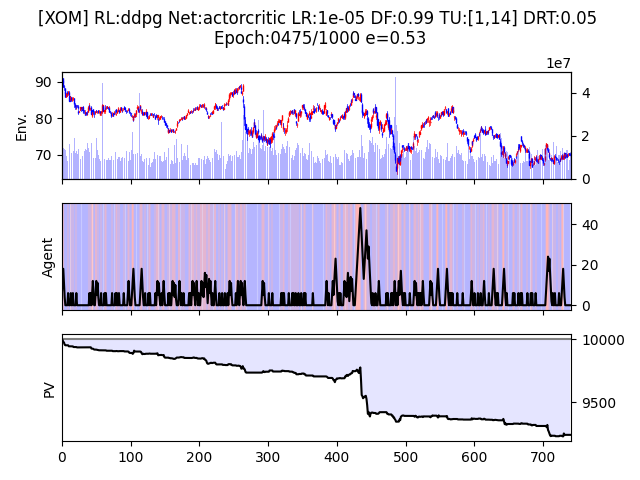 [XOM] RL:ddpg Net:actorcritic LR:1e-05 DF:0.99 TU:[1,14] DRT:0.05
Epoch:0475/1000 e=0.53
1e7
90
80
70
Env.
4
2
0
Agent
40
20
0
PV
10000
9500
0 100 200 300 400 500 600 700